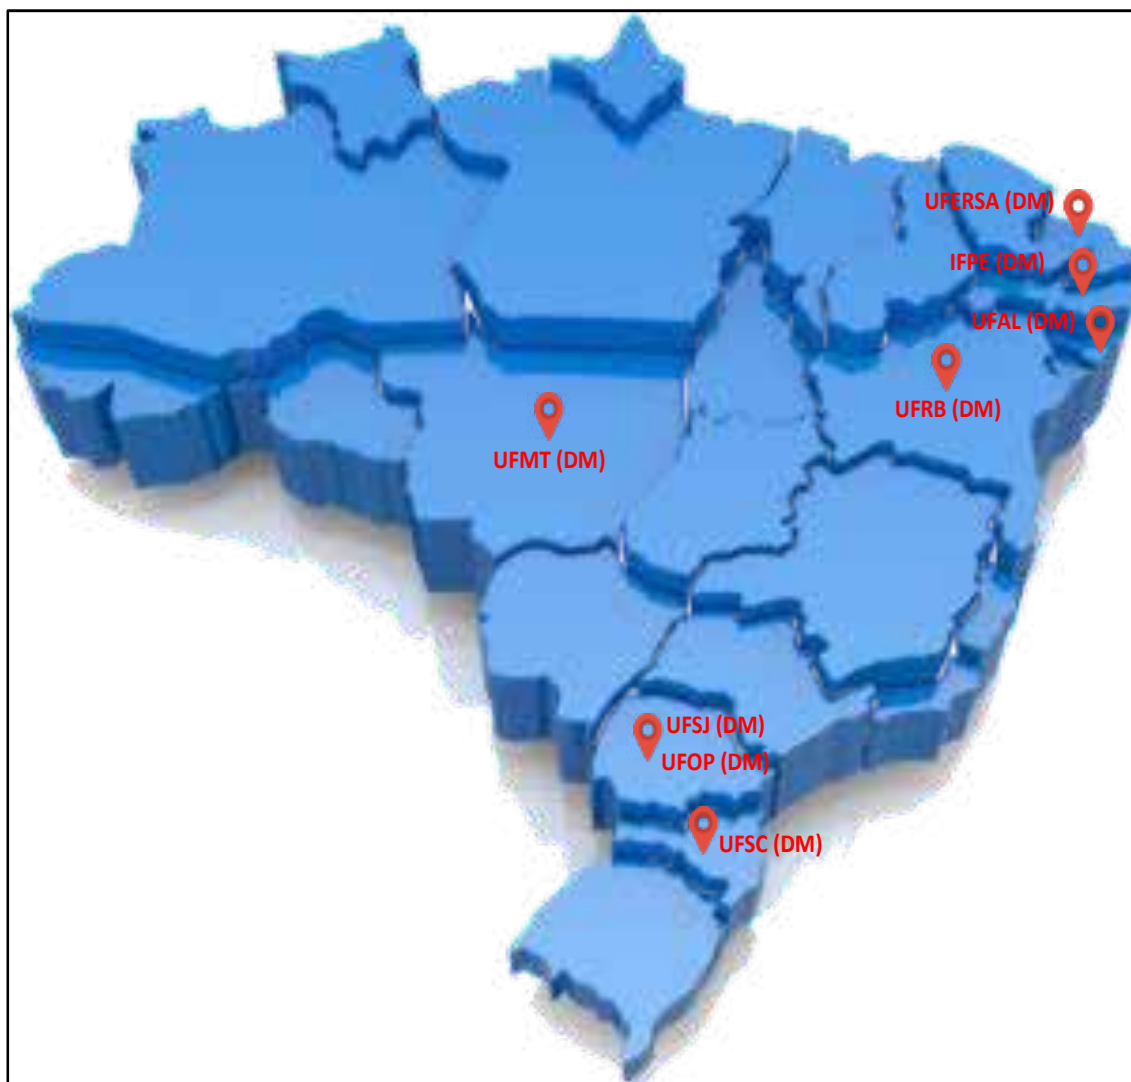 UFERSA (DM)
IFPE (DM)
UFAL (DM)
UFRB (DM)
UFMT (DM)
UFSJ (DM)
UFOP (DM)
UFSC (DM)